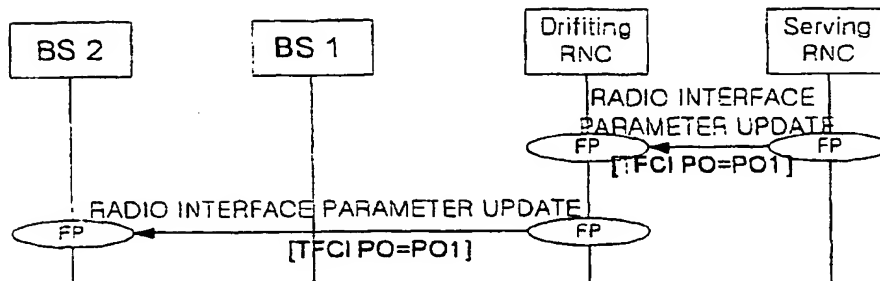 BS 2
BS 1
Drifiting
RNC
Serving
RNC
RADIO INTERFACE
PARAMETER UPDATE
FP
FP
[TFCI PO=PO1]
RADIO INTERFACE PARAMETER UPDATE
FP
FP
[TFCI PO=PO1]